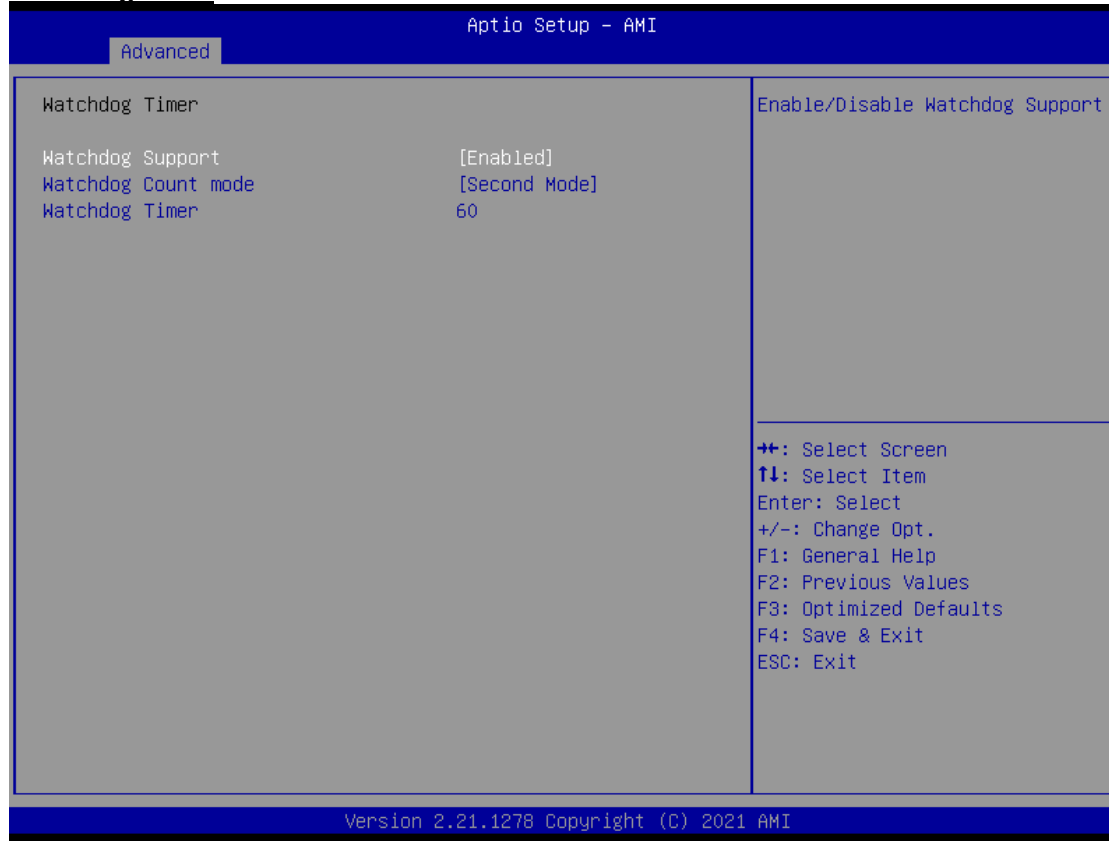 Aptio Setup – AMI
Advanced
Watchdog Timer
Watchdog Support [Enabled]
Watchdog Count mode [Second Mode]
Watchdog Timer 60
Enable/Disable Watchdog Support
→←: Select Screen
↑↓: Select Item
Enter: Select
+/-: Change Opt.
F1: General Help
F2: Previous Values
F3: Optimized Defaults
F4: Save & Exit
ESC: Exit
Version 2.21.1278 Copyright (C) 2021 AMI